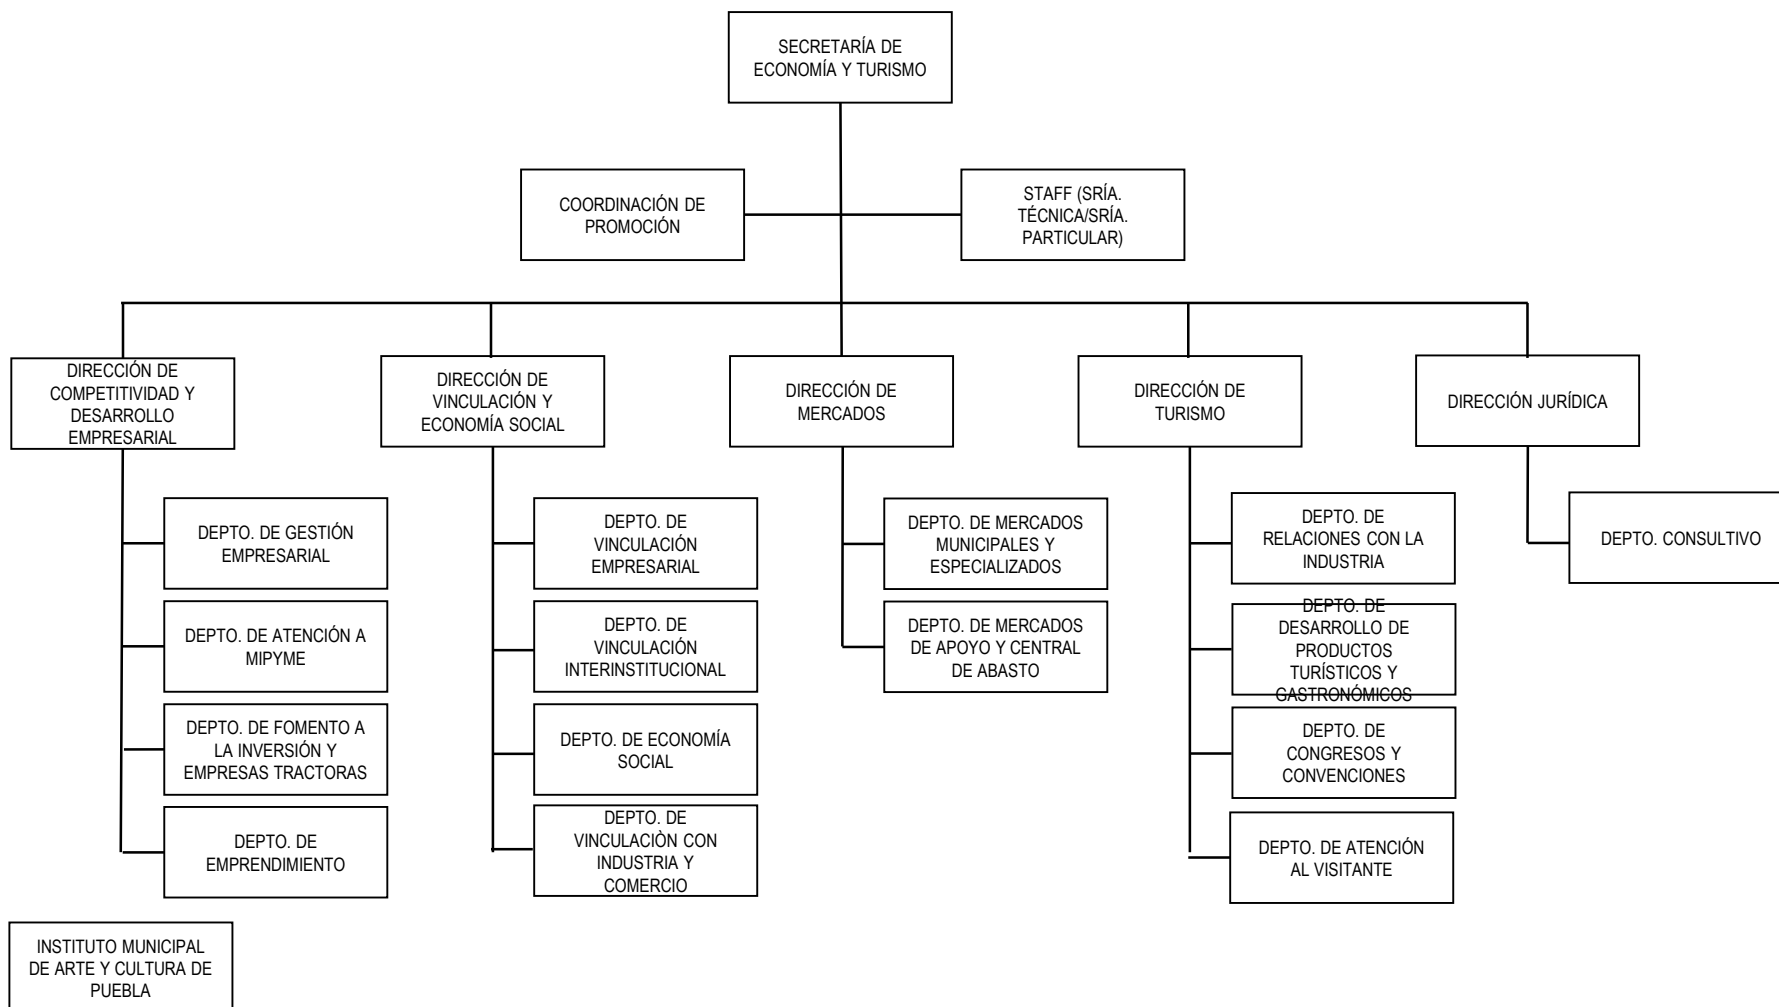 SECRETARÍA DE
ECONOMÍA Y TURISMO
COORDINACIÓN DE
PROMOCIÓN
STAFF (SRÍA.
TÉCNICA/SRÍA.
PARTICULAR)
DIRECCIÓN DE
COMPETITIVIDAD Y
DESARROLLO
EMPRESARIAL
DIRECCIÓN DE
VINCULACIÓN Y
ECONOMÍA SOCIAL
DIRECCIÓN DE
MERCADOS
DIRECCIÓN DE
TURISMO
DIRECCIÓN JURÍDICA
DEPTO. DE GESTIÓN
EMPRESARIAL
DEPTO. DE ATENCIÓN A
MIPYME
DEPTO. DE FOMENTO A
LA INVERSIÓN Y
EMPRESAS TRACTORAS
DEPTO. DE
EMPRENDIMIENTO
DEPTO. DE
VINCULACIÓN
EMPRESARIAL
DEPTO. DE
VINCULACIÓN
INTERINSTITUCIONAL
DEPTO. DE ECONOMÍA
SOCIAL
DEPTO. DE
VINCULACIÒN CON
INDUSTRIA Y
COMERCIO
DEPTO. DE MERCADOS
MUNICIPALES Y
ESPECIALIZADOS
DEPTO. DE MERCADOS
DE APOYO Y CENTRAL
DE ABASTO
DEPTO. DE
RELACIONES CON LA
INDUSTRIA
DEPTO. DE
DESARROLLO DE
PRODUCTOS
TURÍSTICOS Y
GASTRONÓMICOS
DEPTO. DE
CONGRESOS Y
CONVENCIONES
DEPTO. DE ATENCIÓN
AL VISITANTE
DEPTO. CONSULTIVO
INSTITUTO MUNICIPAL
DE ARTE Y CULTURA DE
PUEBLA